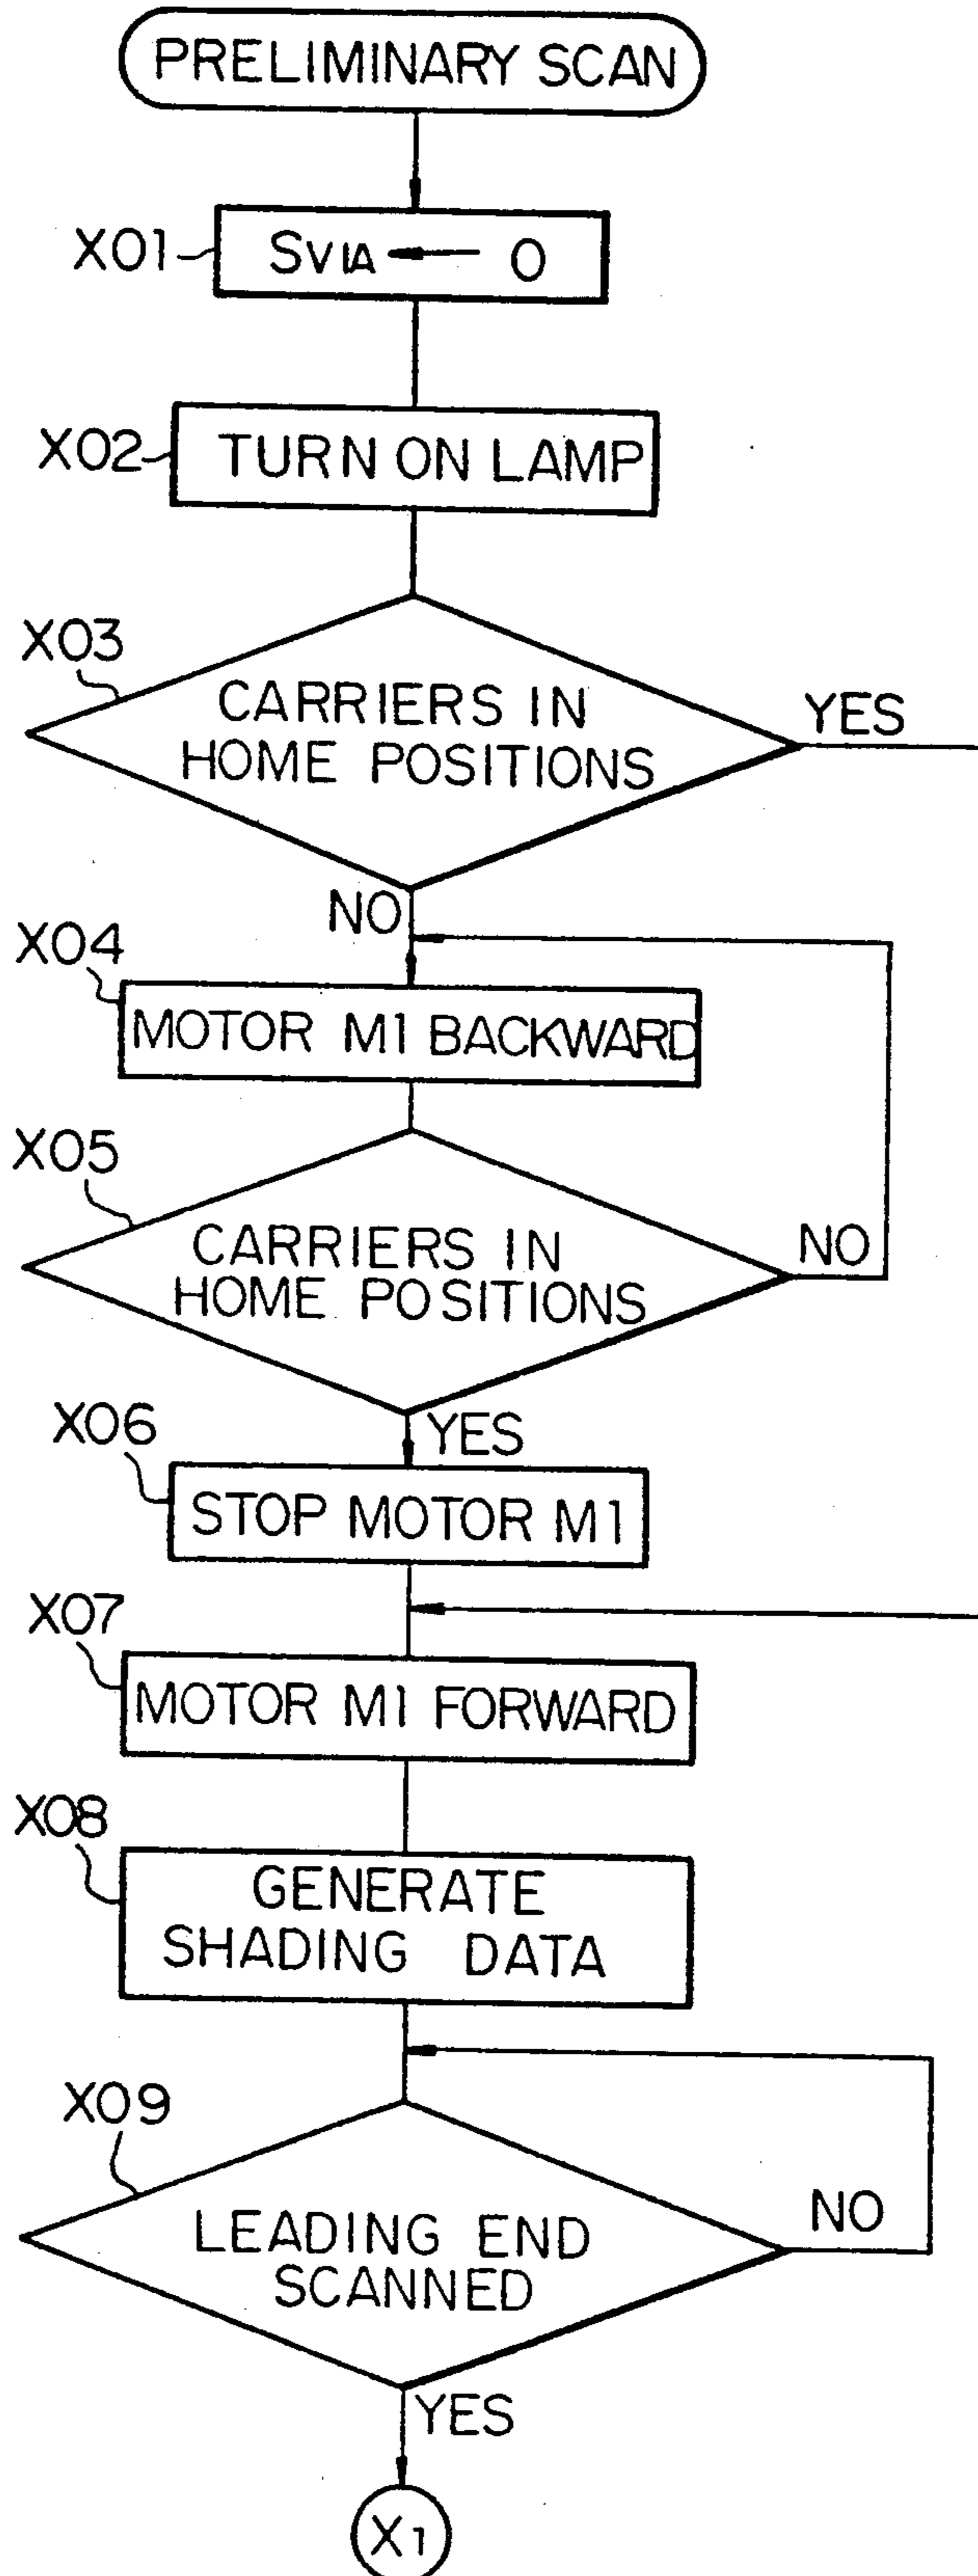 PRELIMINARY SCAN
X01
SVIA ← 0
X02
TURN ON LAMP
X03
CARRIERS IN
HOME POSITIONS
YES
NO
X04
MOTOR M1 BACKWARD
X05
CARRIERS IN
HOME POSITIONS
NO
YES
X06
STOP MOTOR M1
X07
MOTOR M1 FORWARD
X08
GENERATE
SHADING DATA
X09
LEADING END
SCANNED
NO
YES
X1